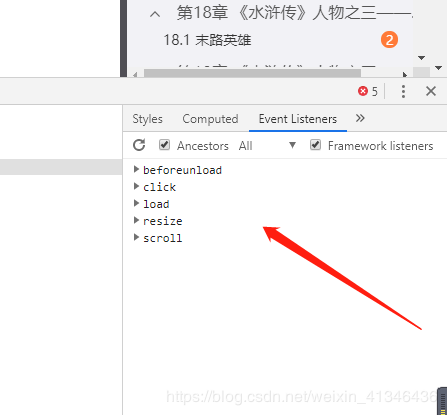 第18章 《水浒传》人物之三——...
18.1 末路英雄
2
5
Styles Computed Event Listeners
Ancestors All Framework listeners
beforeunload
click
load
resize
scroll
https://blog.csdn.net/weixin_41346436